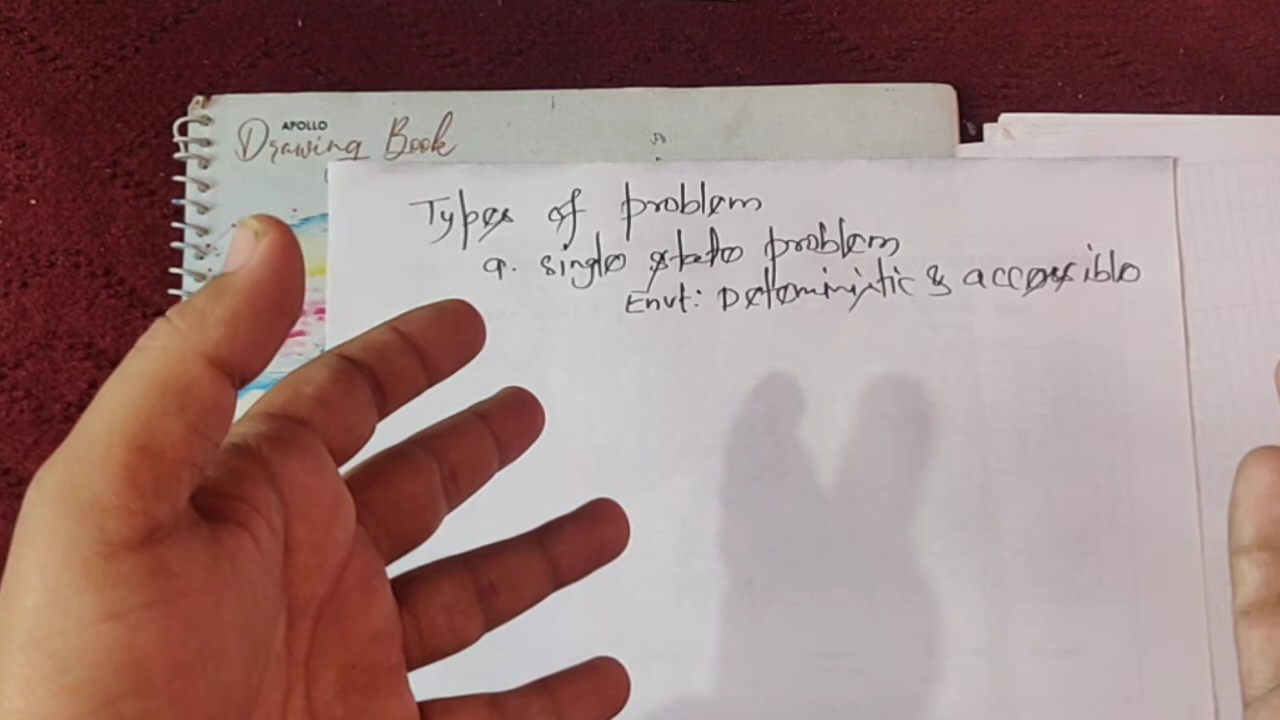 APOLLO
Drawing Book
Types of problem
a. single state problem
Envt: Deterministic & accessible